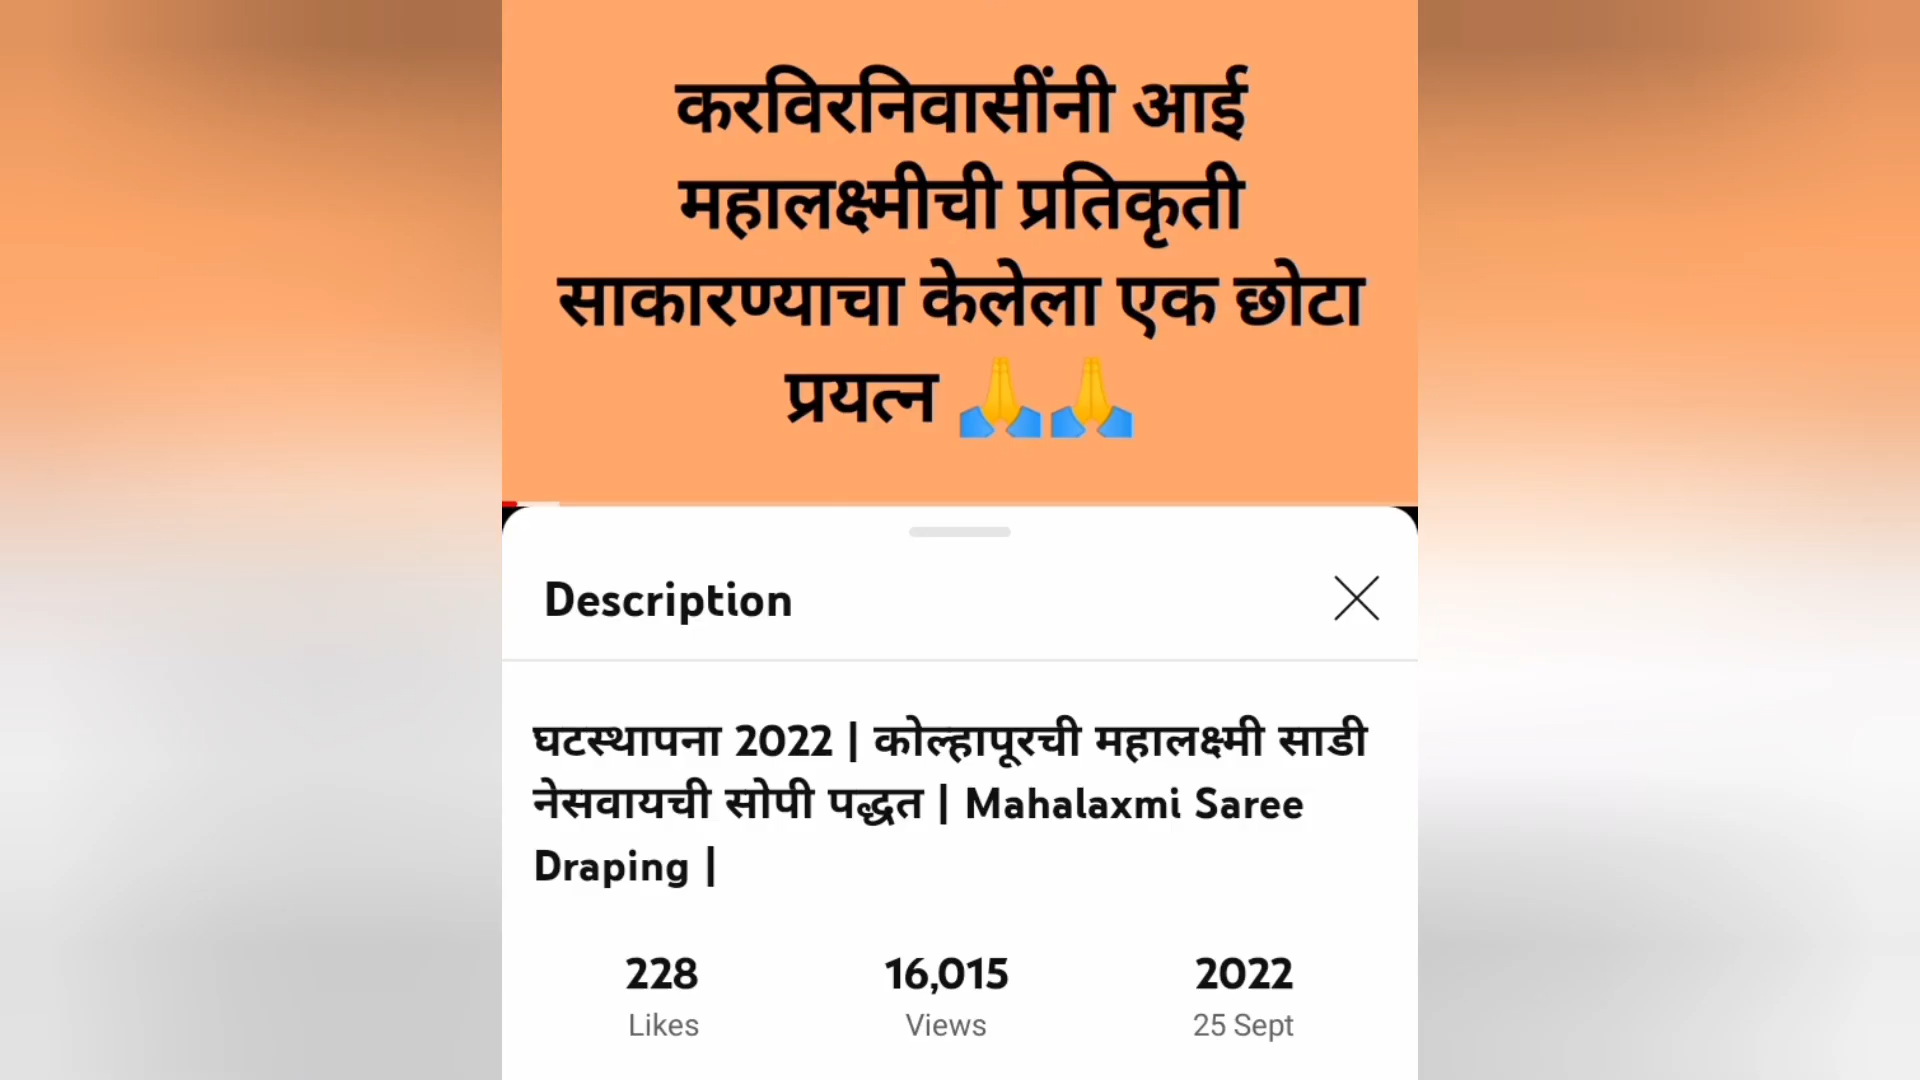 करविरनिवासींनी आई
महालक्ष्मीची प्रतिकृती
साकारण्याचा केलेला एक छोटा
प्रयत्न 🙏🙏
Description
घटस्थापना 2022 | कोल्हापूरची महालक्ष्मी साडी
नेसवायची सोपी पद्धत | Mahalaxmi Saree
Draping |
228 16,015 2022
Likes Views 25 Sept